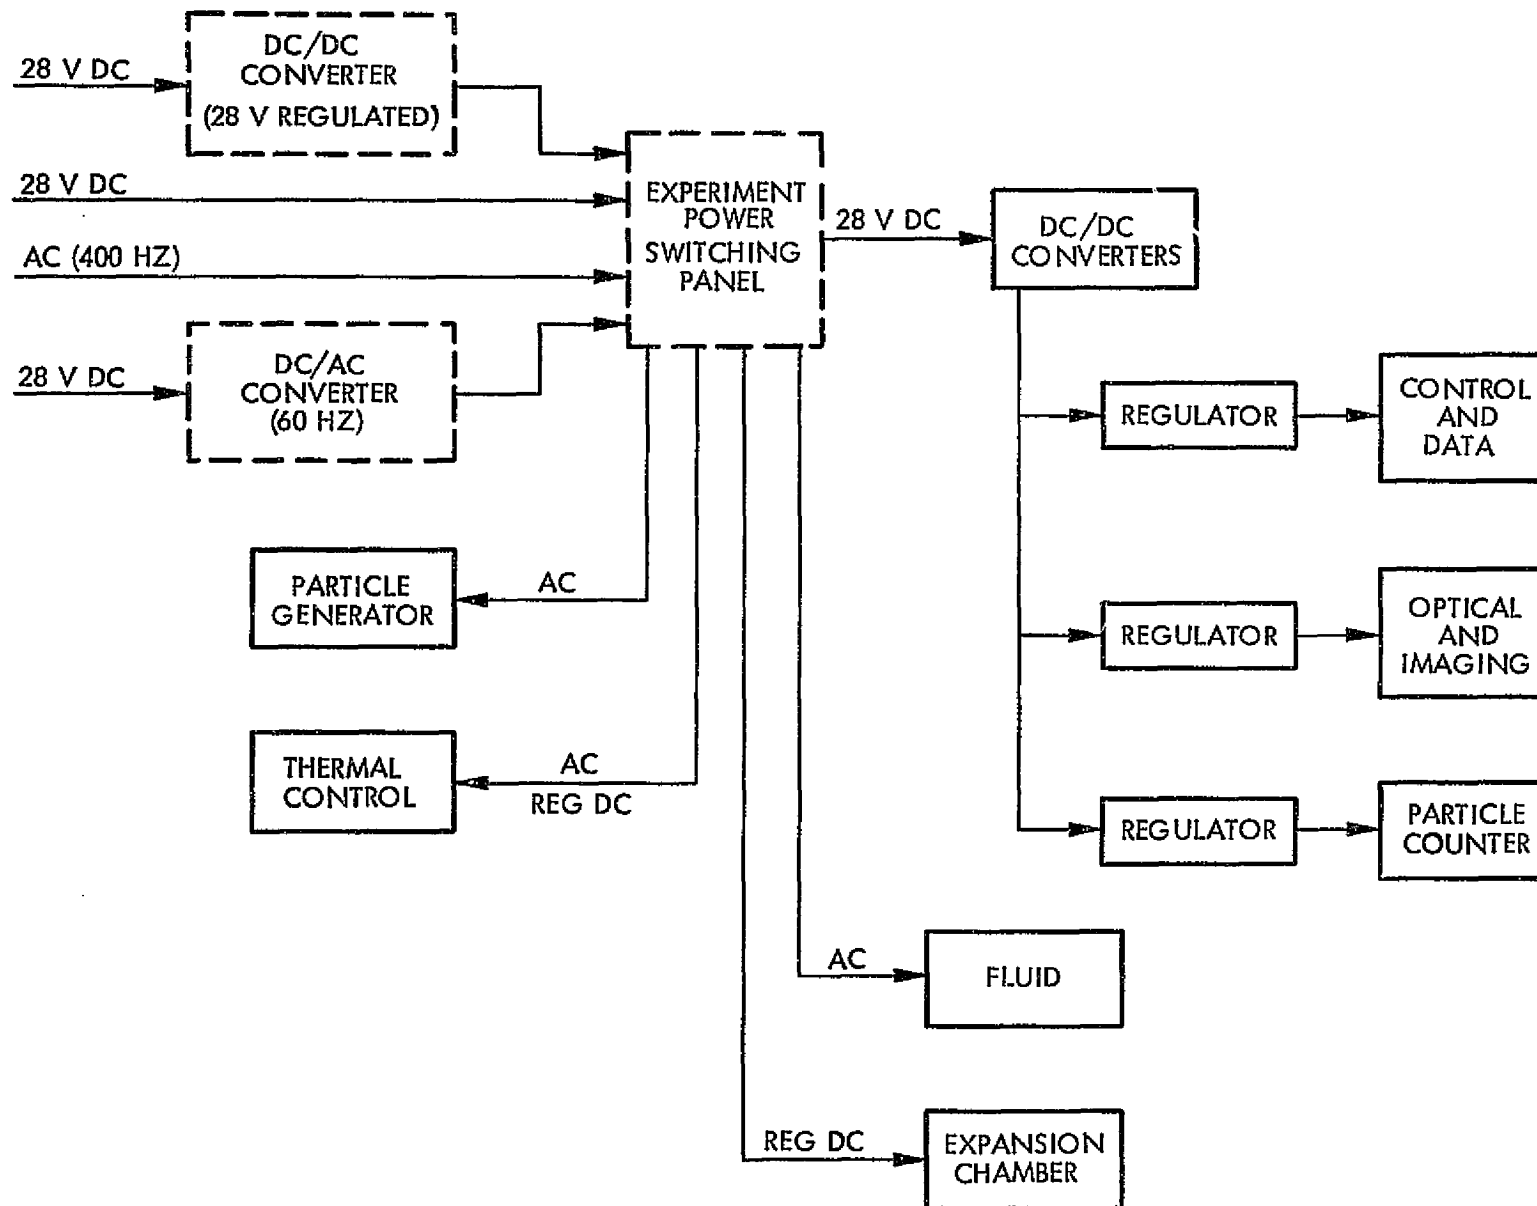 28 V DC
DC/DC
CONVERTER
(28 V REGULATED)
28 V DC
AC (400 HZ)
28 V DC
DC/AC
CONVERTER
(60 HZ)
EXPERIMENT
POWER
SWITCHING
PANEL
28 V DC
DC/DC
CONVERTERS
REGULATOR
CONTROL
AND
DATA
REGULATOR
OPTICAL
AND
IMAGING
REGULATOR
PARTICLE
COUNTER
PARTICLE
GENERATOR
AC
THERMAL
CONTROL
AC
REG DC
AC
FLUID
REG DC
EXPANSION
CHAMBER